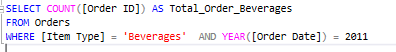 SELECT COUNT([Order ID]) AS Total_Order_Beverages
FROM Orders
WHERE [Item Type] = 'Beverages'  AND YEAR([Order Date]) = 2011